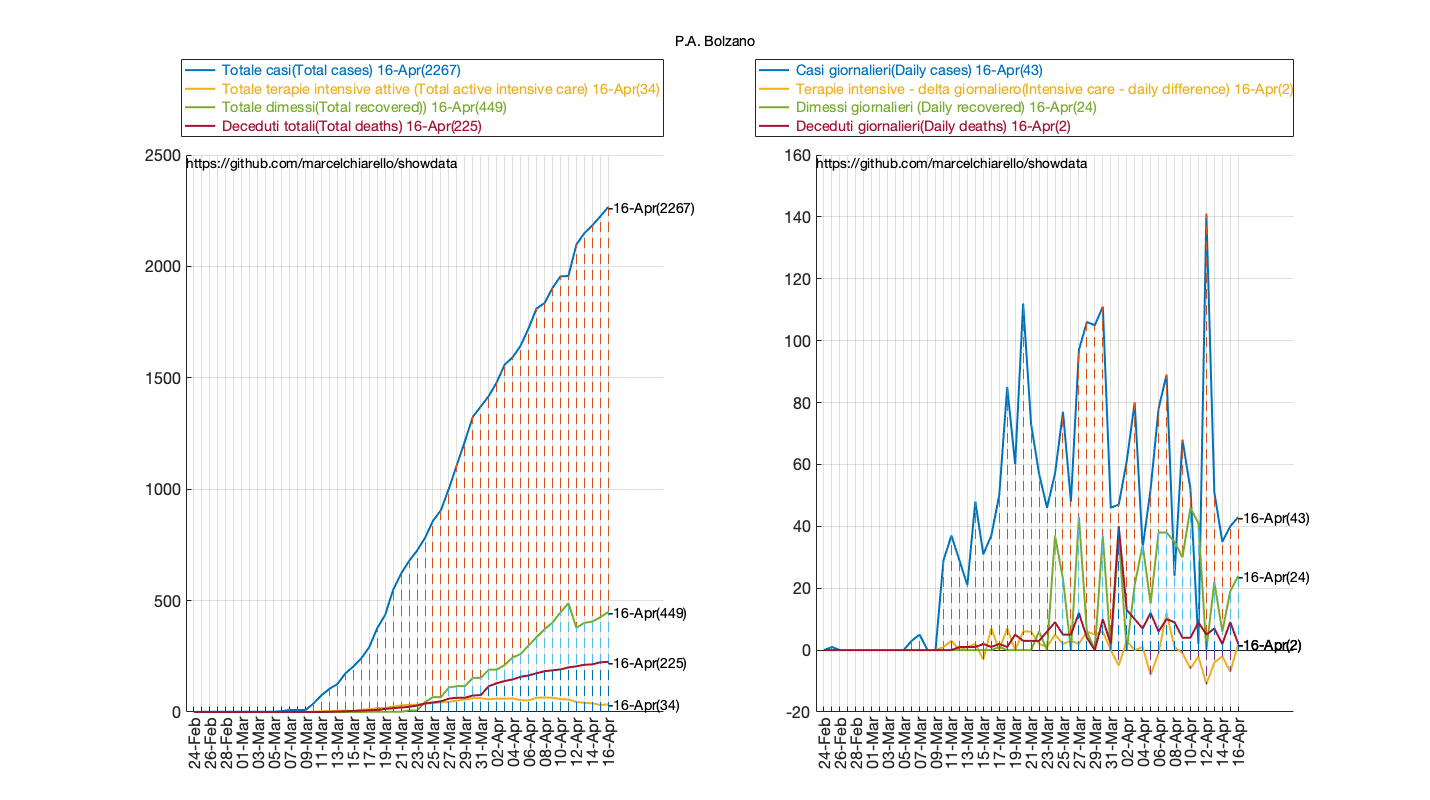 P.A. Bolzano
Totale casi(Total cases) 16-Apr(2267)
Totale terapie intensive attive (Total active intensive care) 16-Apr(34)
Totale dimessi(Total recovered)) 16-Apr(449)
Deceduti totali(Total deaths) 16-Apr(225)
https://github.com/marcelchiarello/showdata
2500
2000
1500
1000
500
0
16-Apr(2267)
16-Apr(449)
16-Apr(225)
16-Apr(34)
24-Feb
26-Feb
28-Feb
01-Mar
03-Mar
05-Mar
07-Mar
09-Mar
11-Mar
13-Mar
15-Mar
17-Mar
19-Mar
21-Mar
23-Mar
25-Mar
27-Mar
29-Mar
31-Mar
02-Apr
04-Apr
06-Apr
08-Apr
10-Apr
12-Apr
14-Apr
16-Apr
Casi giornalieri(Daily cases) 16-Apr(43)
Terapie intensive - delta giornaliero(Intensive care - daily difference) 16-Apr(2)
Dimessi giornalieri (Daily recovered) 16-Apr(24)
Deceduti giornalieri(Daily deaths) 16-Apr(2)
https://github.com/marcelchiarello/showdata
160
140
120
100
80
60
40
20
0
-20
16-Apr(43)
16-Apr(24)
16-Apr(2)
24-Feb
26-Feb
28-Feb
01-Mar
03-Mar
05-Mar
07-Mar
09-Mar
11-Mar
13-Mar
15-Mar
17-Mar
19-Mar
21-Mar
23-Mar
25-Mar
27-Mar
29-Mar
31-Mar
02-Apr
04-Apr
06-Apr
08-Apr
10-Apr
12-Apr
14-Apr
16-Apr